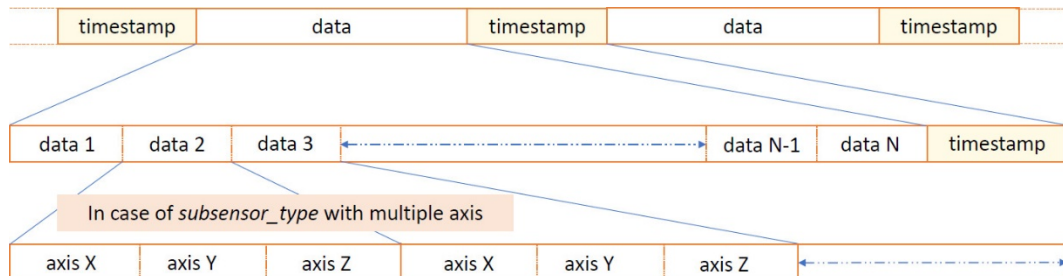 timestamp data timestamp data timestamp
data 1 data 2 data 3 data N-1 data N timestamp
In case of subsensor_type with multiple axis
axis X axis Y axis Z axis X axis Y axis Z